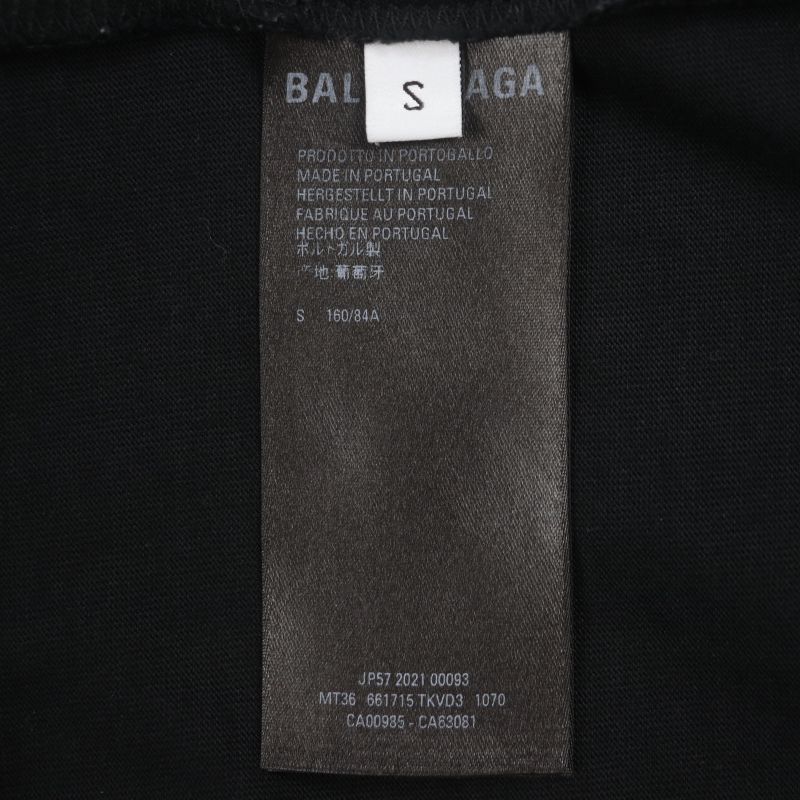 BAL AGA
S
PRODOTTO IN PORTOGALLO
MADE IN PORTUGAL
HERGESTELLT IN PORTUGAL
FABRIQUE AU PORTUGAL
HECHO EN PORTUGAL
ポルトガル製
产地:葡萄牙
S 160/84A
JP57 2021 00093
MT36 661715 TKVD3 1070
CA00985 - CA63081